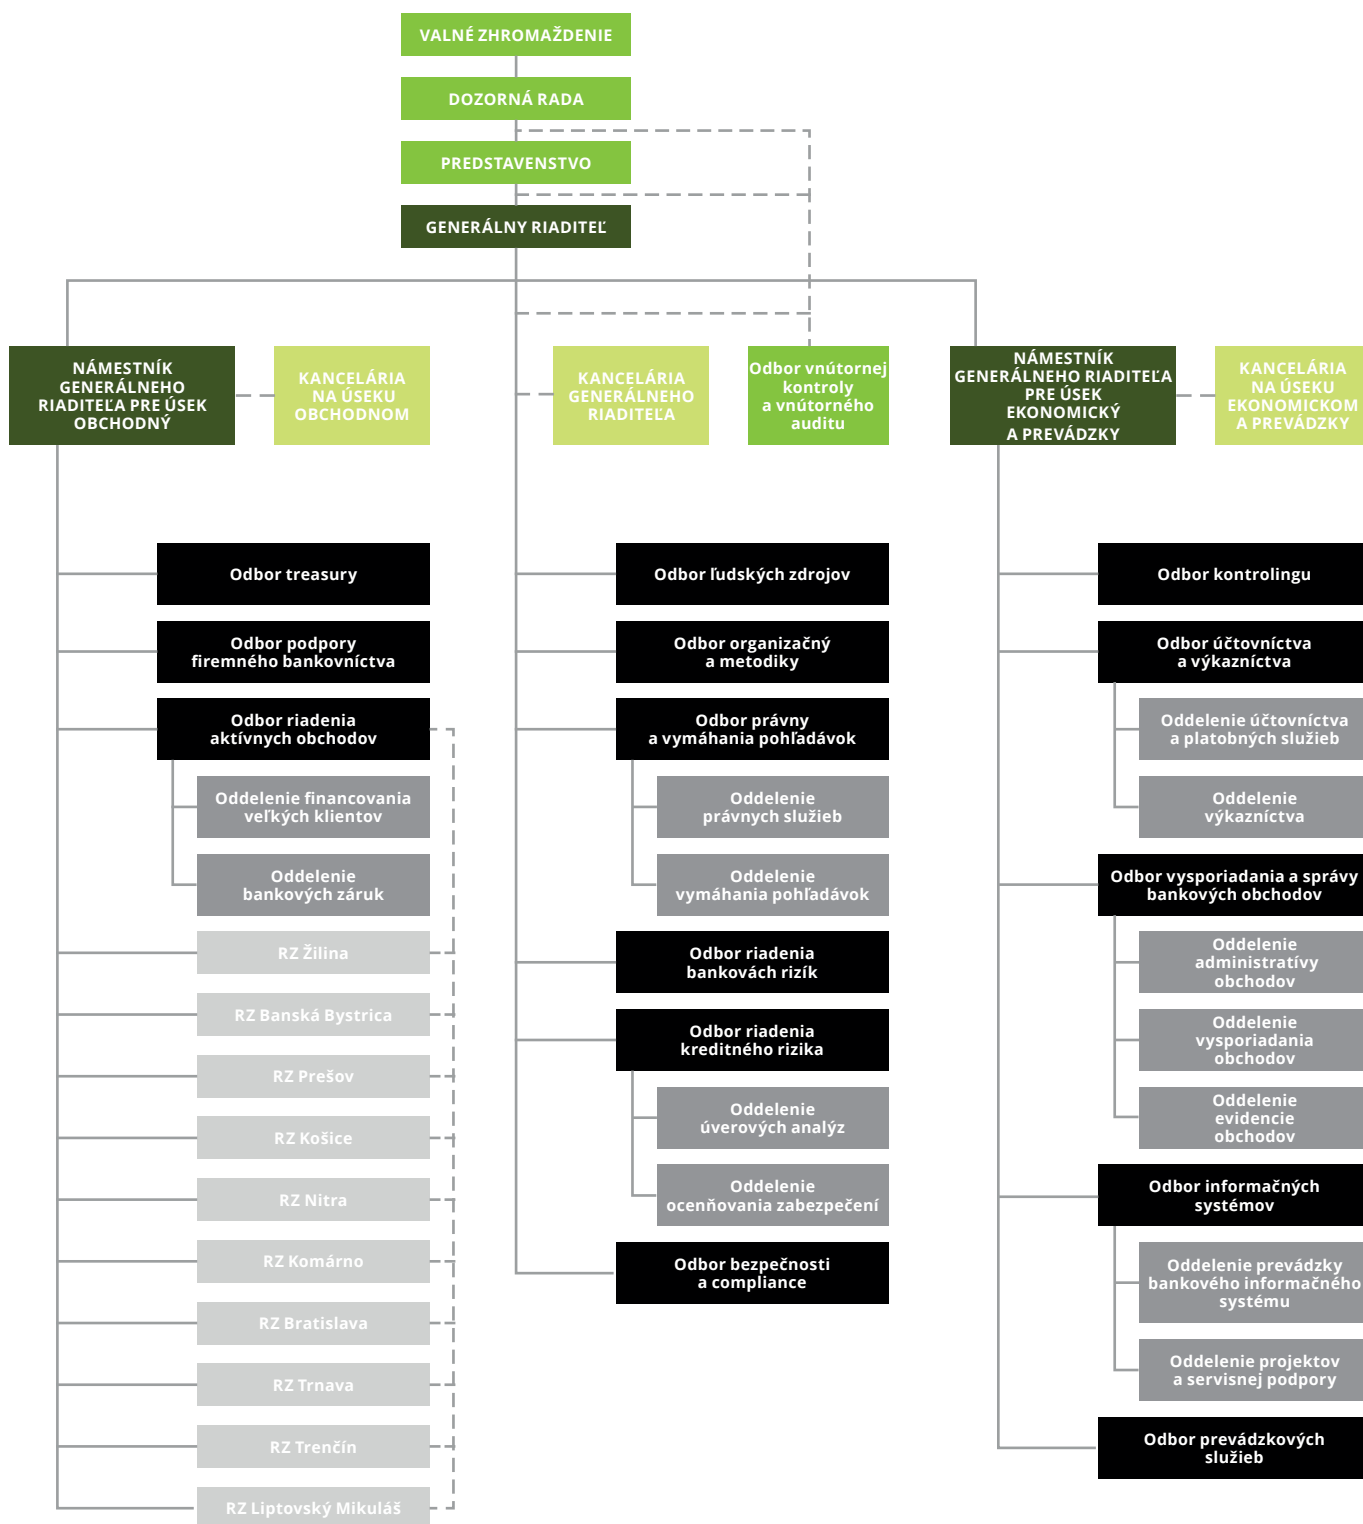 VALNÉ ZHROMAŽDENIE
DOZORNÁ RADA
PREDSTAVENSTVO
GENERÁLNY RIADITEĽ
NÁMESTNÍK
GENERÁLNEHO
RIADITEĽA PRE ÚSEK
OBCHODNÝ
KANCELÁRIA
NA ÚSEKU
OBCHODNOM
KANCELÁRIA
GENERÁLNEHO
RIADITEĽA
Odbor vnútornej
kontroly
a vnútorného
auditu
NÁMESTNÍK
GENERÁLNEHO RIADITEĽA
PRE ÚSEK
EKONOMICKÝ
A PREVÁDZKY
KANCELÁRIA
NA ÚSEKU
EKONOMICKOM
A PREVÁDZKY
Odbor treasury
Odbor podpory
firemného bankovníctva
Odbor riadenia
aktívnych obchodov
Oddelenie financovania
veľkých klientov
Oddelenie
bankových záruk
RZ Žilina
RZ Banská Bystrica
RZ Prešov
RZ Košice
RZ Nitra
RZ Komárno
RZ Bratislava
RZ Trnava
RZ Trenčín
RZ Liptovský Mikuláš
Odbor ľudských zdrojov
Odbor organizačný
a metodiky
Odbor právny
a vymáhania pohľadávok
Oddelenie
právnych služieb
Oddelenie
vymáhania pohľadávok
Odbor riadenia
bankovách rizík
Odbor riadenia
kreditného rizika
Oddelenie
úverových analýz
Oddelenie
ocenňovania zabezpečení
Odbor bezpečnosti
a compliance
Odbor kontrolingu
Odbor účtovníctva
a výkazníctva
Oddelenie účtovníctva
a platobných služieb
Oddelenie
výkazníctva
Odbor vysporiadania a správy
bankových obchodov
Oddelenie
administratívy
obchodov
Oddelenie
vysporiadania
obchodov
Oddelenie
evidencie
obchodov
Odbor informačných
systémov
Oddelenie prevádzky
bankového informačného
systému
Oddelenie projektov
a servisnej podpory
Odbor prevádzkových
služieb